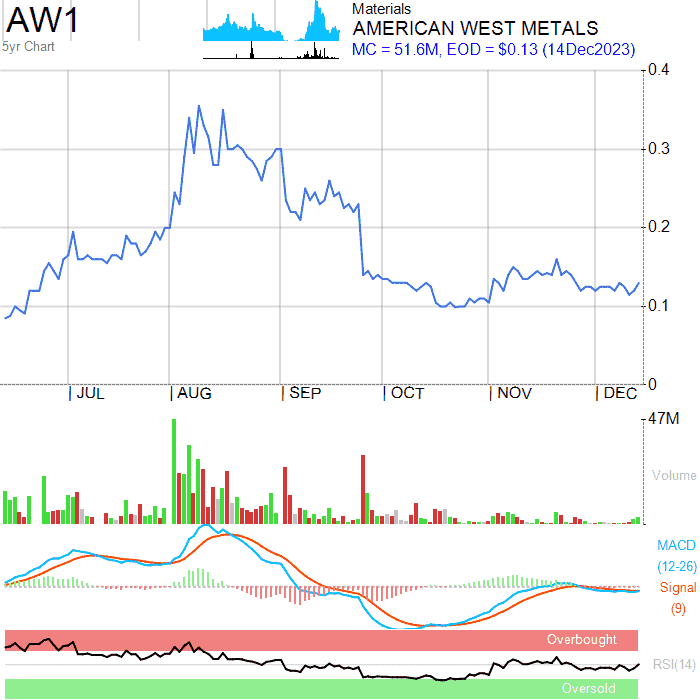 AW1
5yr Chart
Materials
AMERICAN WEST METALS
MC = 51.6M, EOD = $0.13 (14Dec2023)
0.4
0.3
0.2
0.1
0
| JUL | AUG | SEP | OCT | NOV | DEC
47M
Volume
MACD
(12-26)
Signal
(9)
Overbought
RSI(14)
Oversold